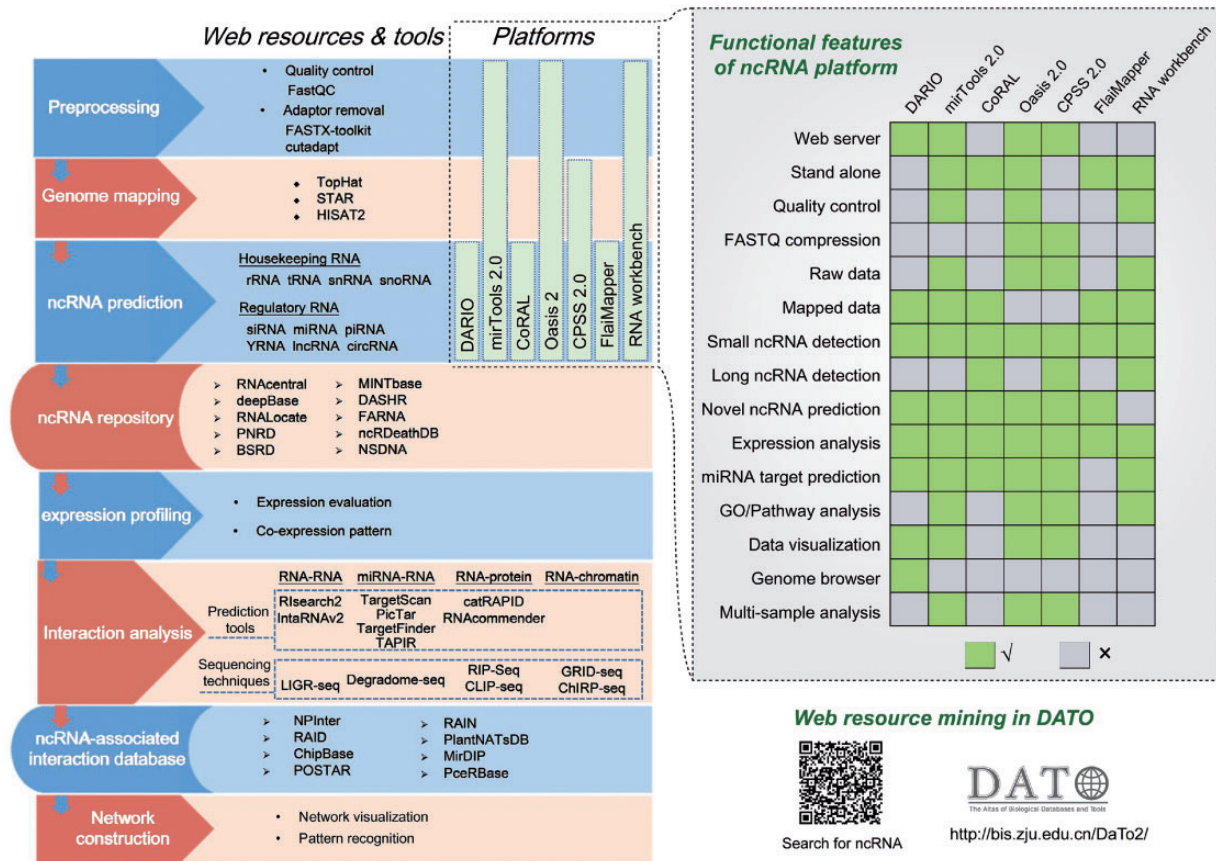 Web resources & tools
Platforms
Preprocessing
• Quality control
FastQC
• Adaptor removal
FASTX-toolkit
cutadapt
Genome mapping
◆ TopHat
◆ STAR
◆ HISAT2
ncRNA prediction
Housekeeping RNA
rRNA tRNA snRNA snoRNA
Regulatory RNA
siRNA miRNA piRNA
YRNA lncRNA circRNA
DARIO
mirTools 2.0
CoRAL
Oasis 2
CPSS 2.0
FlaiMapper
RNA workbench
ncRNA repository
➢ RNAcentral
➢ deepBase
➢ RNALocate
➢ PNRD
➢ BSRD
➢ MINTbase
➢ DASHR
➢ FARNA
➢ ncRDeathDB
➢ NSDNA
expression profiling
• Expression evaluation
• Co-expression pattern
Interaction analysis
RNA-RNA miRNA-RNA RNA-protein RNA-chromatin
Prediction
tools
RIsearch2
IntaRNAv2
TargetScan
PicTar
TargetFinder
TAPIR
catRAPID
RNAcommender
Sequencing
techniques
LIGR-seq
Degradome-seq
RIP-Seq
CLIP-seq
GRID-seq
ChIRP-seq
ncRNA-associated
interaction database
➢ NPInter
➢ RAID
➢ ChipBase
➢ POSTAR
➢ RAIN
➢ PlantNATsDB
➢ MirDIP
➢ PceRBase
Network
construction
• Network visualization
• Pattern recognition
Functional features
of ncRNA platform
DARIO
mirTools 2.0
CoRAL
Oasis 2.0
CPSS 2.0
FlaiMapper
RNA workbench
Web server
Stand alone
Quality control
FASTQ compression
Raw data
Mapped data
Small ncRNA detection
Long ncRNA detection
Novel ncRNA prediction
Expression analysis
miRNA target prediction
GO/Pathway analysis
Data visualization
Genome browser
Multi-sample analysis
√
×
Web resource mining in DATO
Search for ncRNA
DATO
The Atlas of Biological Databases and Tools
http://bis.zju.edu.cn/DaTo2/